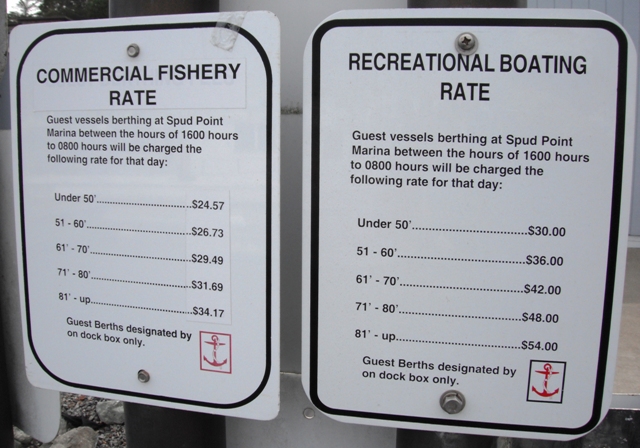 COMMERCIAL FISHERY
RATE
Guest vessels berthing at Spud Point
Marina between the hours of 1600 hours
to 0800 hours will be charged the
following rate for that day:
Under 50'..............................$24.57
51 - 60'.................................$26.73
61' - 70'................................$29.49
71' - 80'................................$31.69
81' - up.................................$34.17
Guest Berths designated by
on dock box only.
RECREATIONAL BOATING
RATE
Guest vessels berthing at Spud Point
Marina between the hours of 1600 hours
to 0800 hours will be charged the
following rate for that day:
Under 50'..............................$30.00
51 - 60'.................................$36.00
61' - 70'................................$42.00
71' - 80'................................$48.00
81' - up.................................$54.00
Guest Berths designated by
on dock box only.